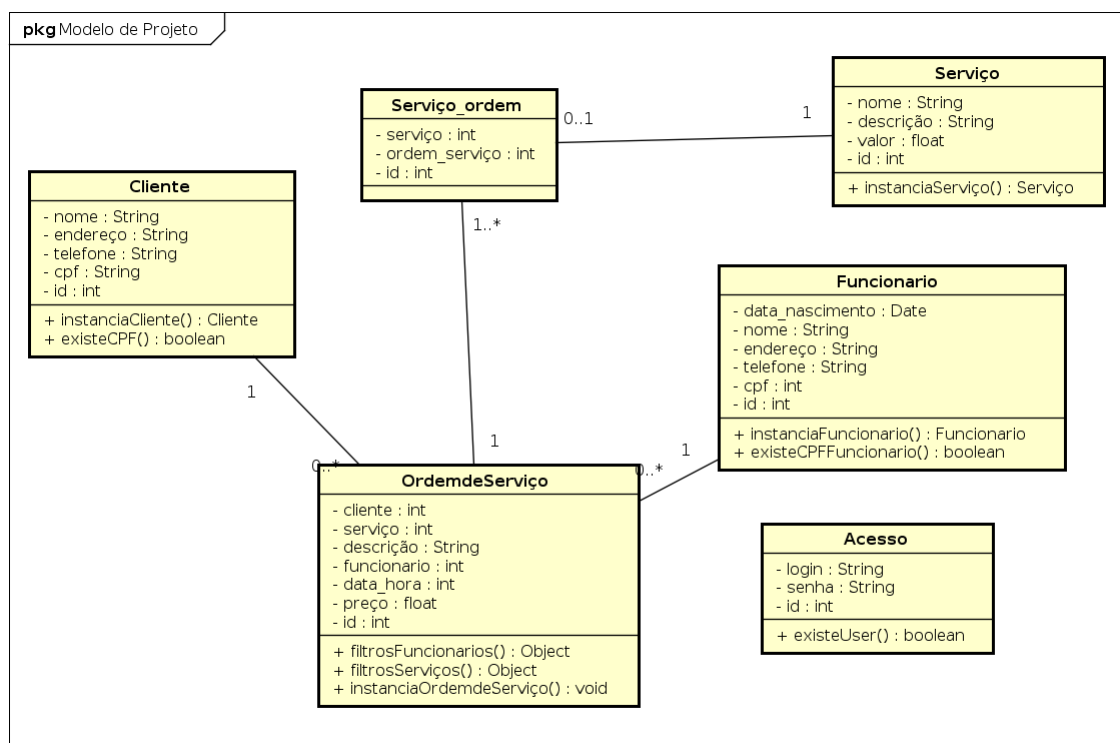 pkg Modelo de Projeto
Serviço_ordem
- serviço : int
- ordem_serviço : int
- id : int
0..1
1
Serviço
- nome : String
- descrição : String
- valor : float
- id : int
+ instanciaServiço() : Serviço
Cliente
- nome : String
- endereço : String
- telefone : String
- cpf : String
- id : int
+ instanciaCliente() : Cliente
+ existeCPF() : boolean
1..*
1
1
0..*
Funcionario
- data_nascimento : Date
- nome : String
- endereço : String
- telefone : String
- cpf : int
- id : int
+ instanciaFuncionario() : Funcionario
+ existeCPFFuncionario() : boolean
1
0..*
OrdemdeServiço
- cliente : int
- serviço : int
- descrição : String
- funcionario : int
- data_hora : int
- preço : float
- id : int
+ filtrosFuncionarios() : Object
+ filtrosServiços() : Object
+ instanciaOrdemdeServiço() : void
Acesso
- login : String
- senha : String
- id : int
+ existeUser() : boolean